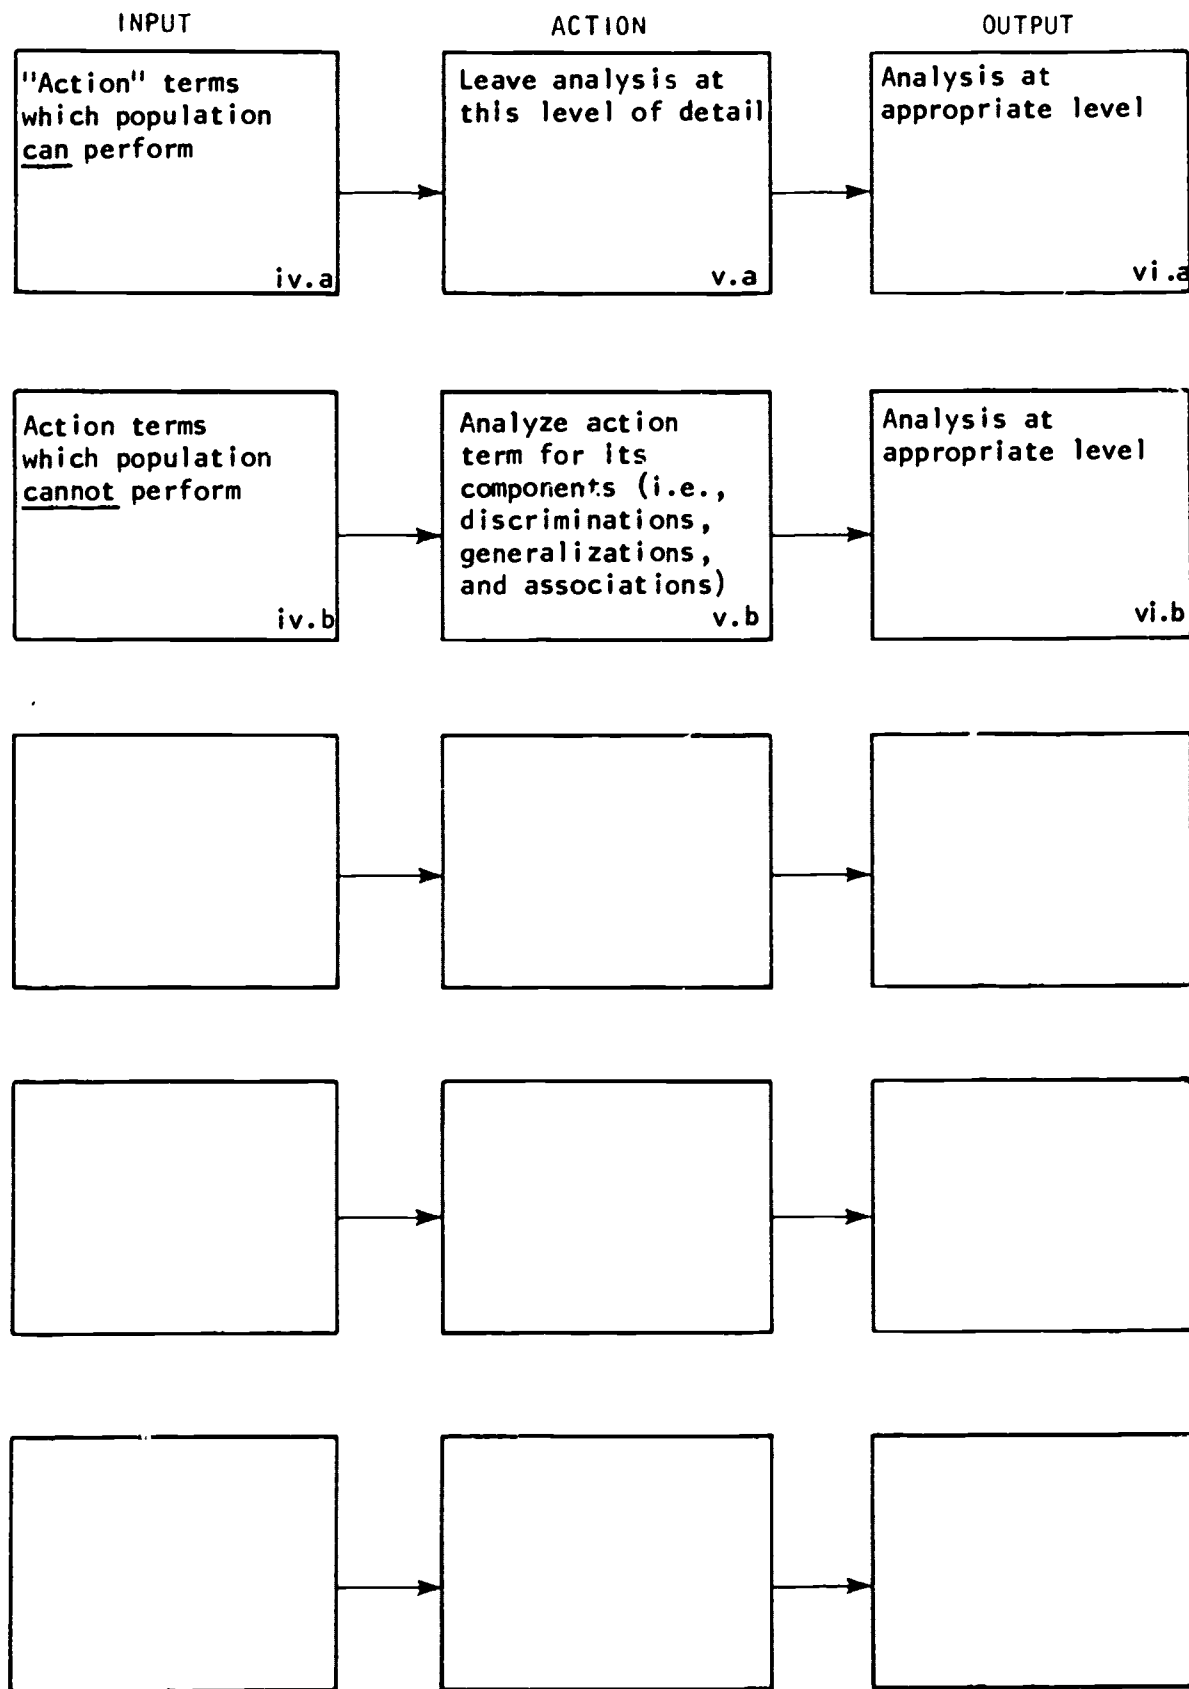 INPUT ACTION OUTPUT
"Action" terms
which population
can perform
iv.a
Leave analysis at
this level of detail
v.a
Analysis at
appropriate level
vi.a
Action terms
which population
cannot perform
iv.b
Analyze action
term for its
components (i.e.,
discriminations,
generalizations,
and associations)
v.b
Analysis at
appropriate level
vi.b